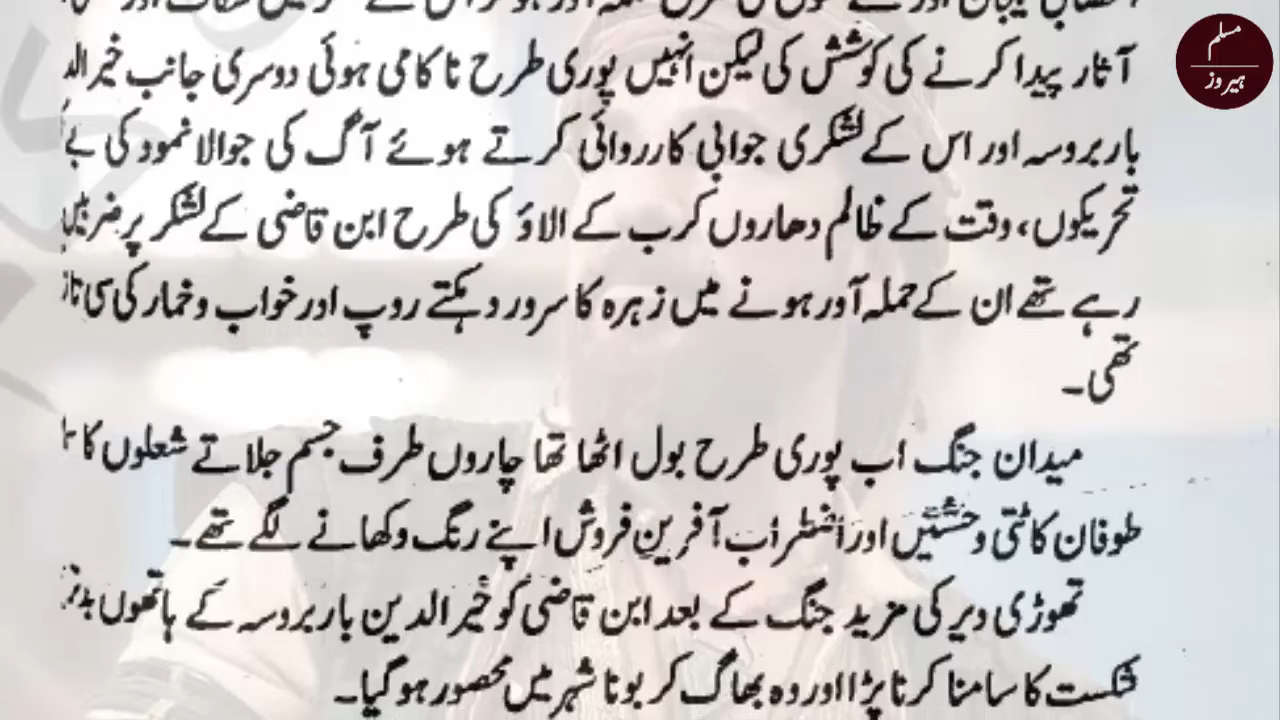 مسلم
ہیروز
آثار پیدا کرنے کی کوشش کی لیکن انہیں پوری طرح ناکامی ہوئی دوسری جانب خیر الد
باربروسہ اور اس کے لشکری جوابی کارروائی کرتے ہوئے آگ کی جوالا نمود کی بے
تحریکوں، وقت کے ظالم دھاروں کرب کے الاؤ کی طرح ابن قاضی کے لشکر پر ضربیں
رہے تھے ان کے حملہ آور ہونے میں زہرہ کا سرور دہکتے روپ اور خواب و خمار کی سی
تھی۔
میدان جنگ اب پوری طرح بول اٹھا تھا چاروں طرف جسم جلاتے شعلوں کا
طوفان کاٹتی وحشتیں اور اضطراب آفرین فروش اپنے رنگ دکھانے لگے تھے۔
تھوڑی دیر کی مزید جنگ کے بعد ابن قاضی کو خیر الدین باربروسہ کے ہاتھوں
شکست کا سامنا کرنا پڑا اور وہ بھاگ کر بونا شہر میں محصور ہو گیا۔